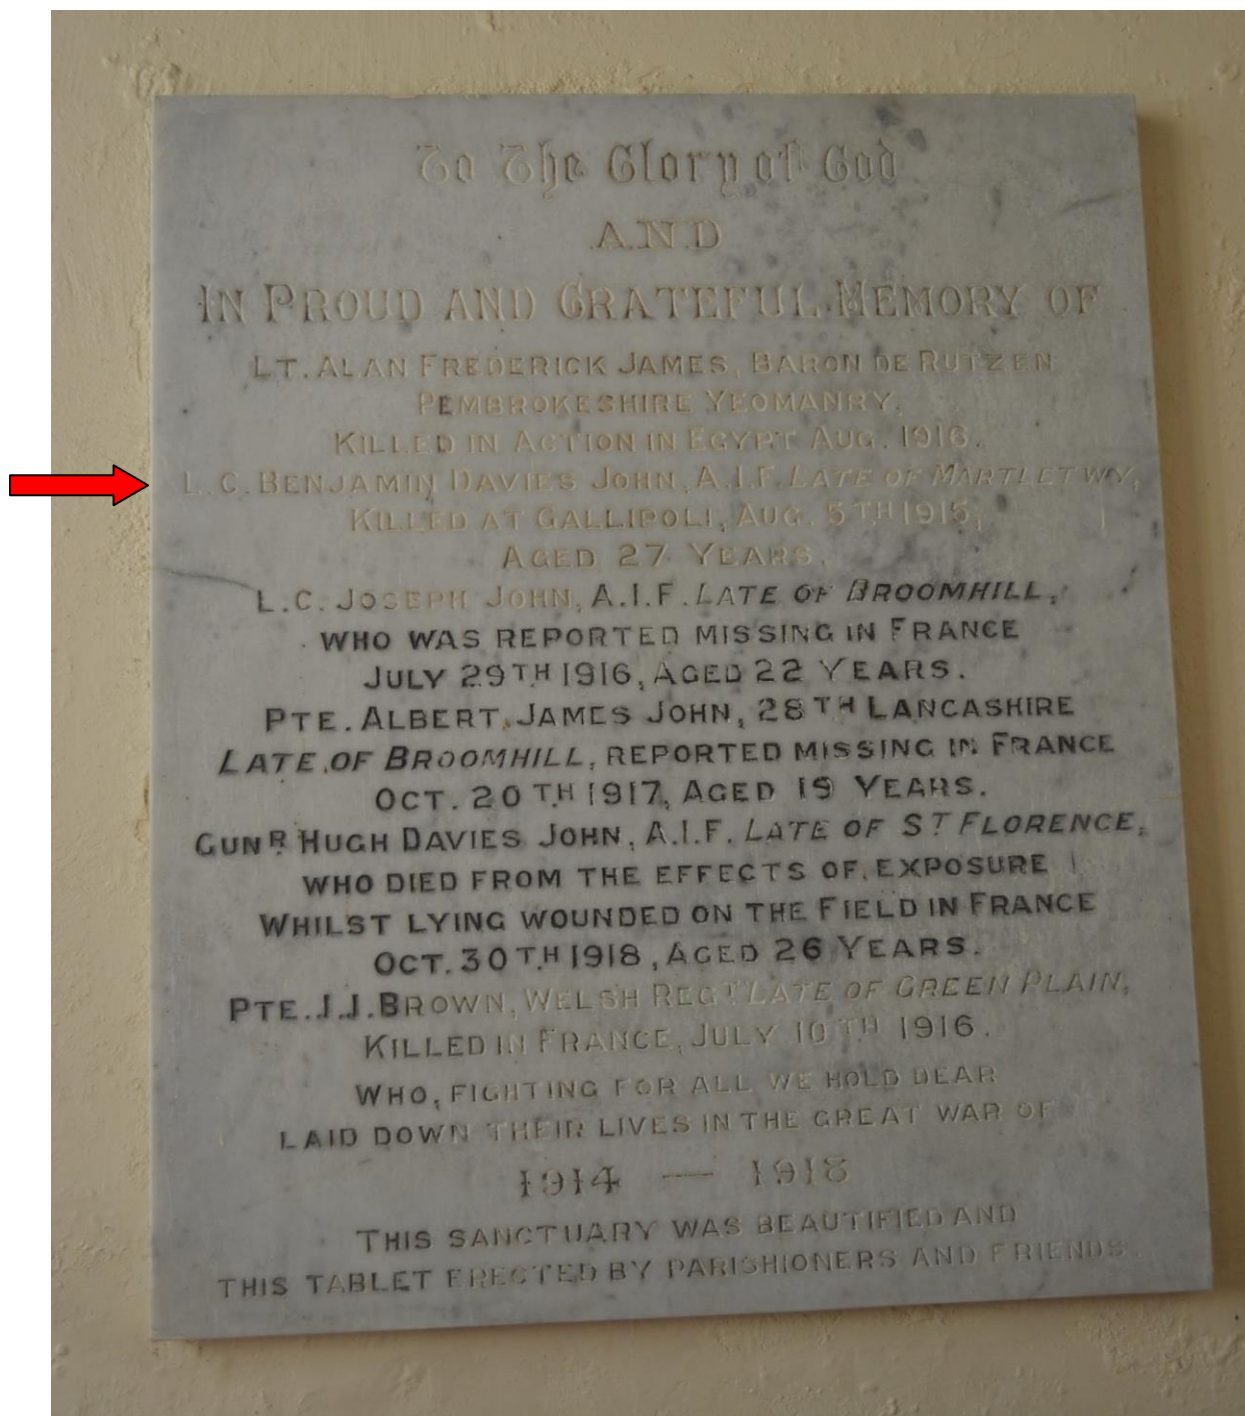 To The Glory of God
AND
IN PROUD AND GRATEFUL MEMORY OF
LT. ALAN FREDERICK JAMES, BARON DE RUTZEN
PEMBROKESHIRE YEOMANRY,
KILLED IN ACTION IN EGYPT AUG. 1916.
L.C. BENJAMIN DAVIES JOHN, A.I.F. LATE OF MARTLETWY,
KILLED AT GALLIPOLI, AUG. 5TH 1915,
AGED 27 YEARS.
L.C. JOSEPH JOHN, A.I.F. LATE OF BROOMHILL,
WHO WAS REPORTED MISSING IN FRANCE
JULY 29TH 1916, AGED 22 YEARS.
PTE. ALBERT JAMES JOHN, 28TH LANCASHIRE
LATE OF BROOMHILL, REPORTED MISSING IN FRANCE
OCT. 20TH 1917, AGED 19 YEARS.
GUNR HUGH DAVIES JOHN, A.I.F. LATE OF ST FLORENCE,
WHO DIED FROM THE EFFECTS OF EXPOSURE
WHILST LYING WOUNDED ON THE FIELD IN FRANCE
OCT. 30TH 1918, AGED 26 YEARS.
PTE. J.J. BROWN, WELSH REGT LATE OF GREEN PLAIN,
KILLED IN FRANCE, JULY 10TH 1916.
WHO, FIGHTING FOR ALL WE HOLD DEAR
LAID DOWN THEIR LIVES IN THE GREAT WAR OF
1914 — 1918
THIS SANCTUARY WAS BEAUTIFIED AND
THIS TABLET ERECTED BY PARISHIONERS AND FRIENDS.